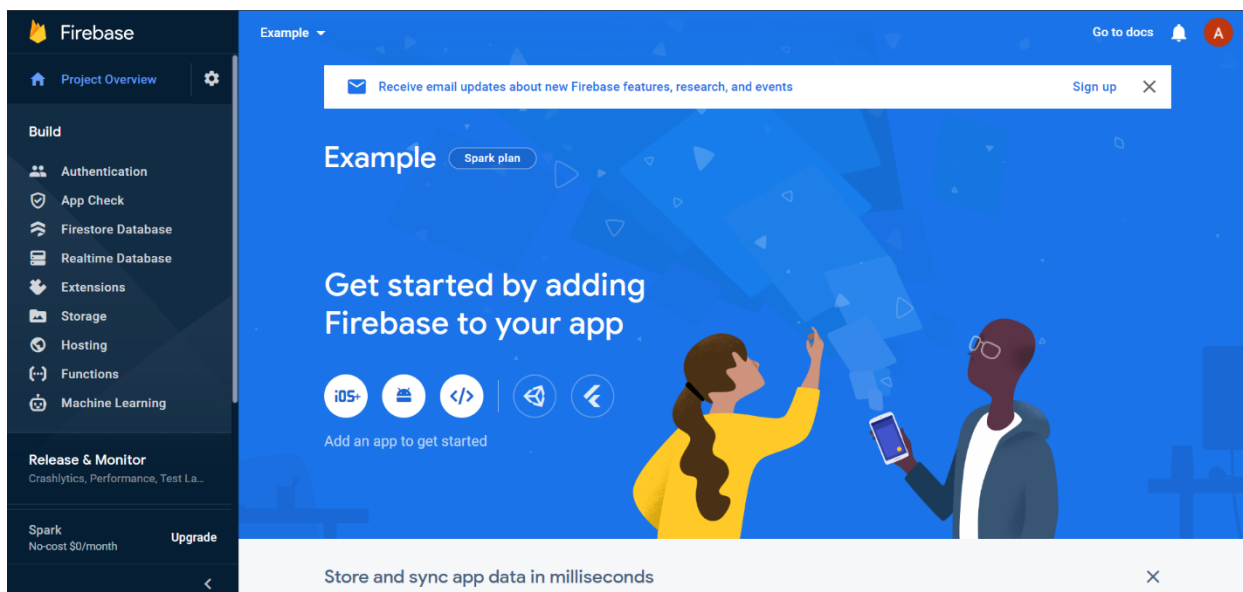 Firebase
Project Overview
Build
Authentication
App Check
Firestore Database
Realtime Database
Extensions
Storage
Hosting
Functions
Machine Learning
Release & Monitor
Crashlytics, Performance, Test La...
Spark
No-cost $0/month
Upgrade
Example
Go to docs
A
Receive email updates about new Firebase features, research, and events
Sign up
Example
Spark plan
Get started by adding
Firebase to your app
iOS+
</>
Add an app to get started
Store and sync app data in milliseconds